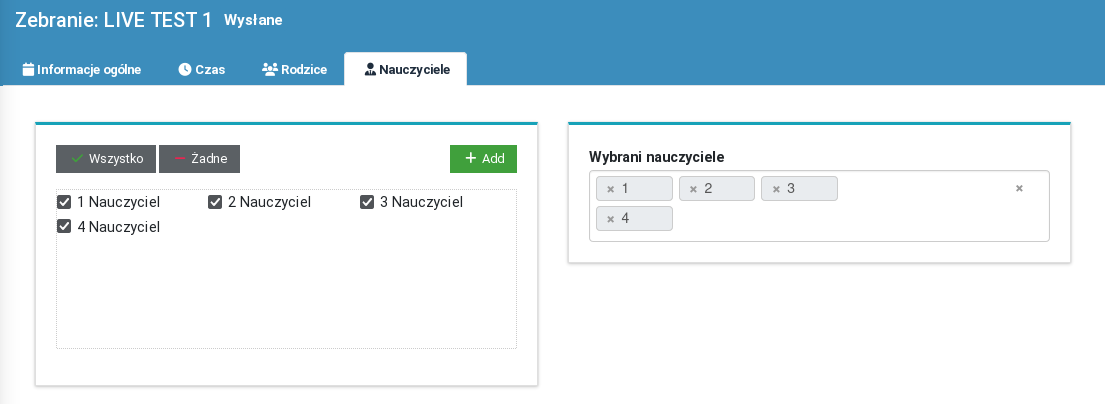 Zebranie: LIVE TEST 1 Wysłane
Informacje ogólne Czas Rodzice Nauczyciele
Wszystko Żadne Add
1 Nauczyciel 2 Nauczyciel 3 Nauczyciel
4 Nauczyciel
Wybrani nauczyciele
× 1 × 2 × 3 ×
× 4